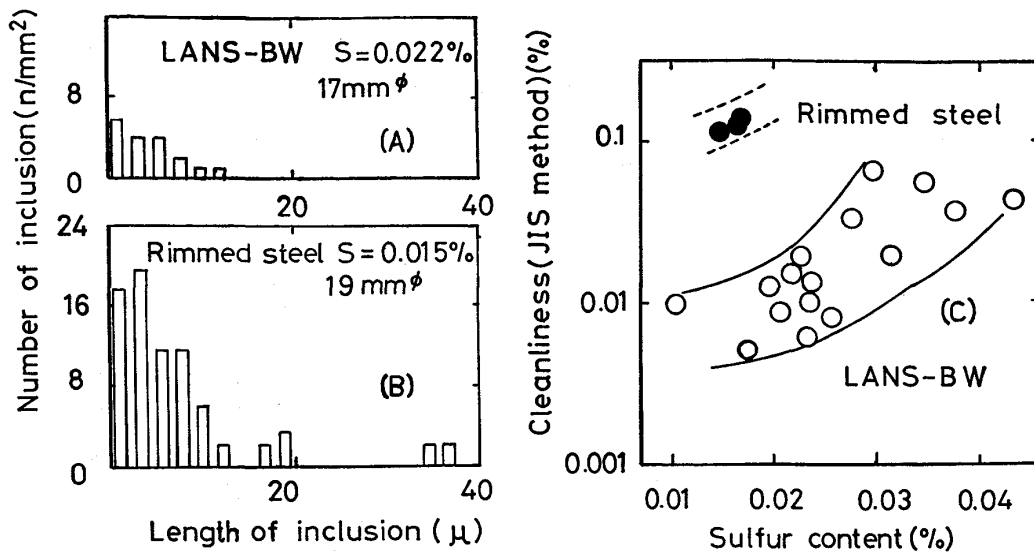 Number of inclusion (n/mm²)
8
0
24
16
8
0
LANS-BW S=0.022%
17mmφ
(A)
20
40
Rimmed steel S=0.015%
19mmφ
(B)
20
40
Length of inclusion (μ)
Cleanliness (JIS method) (%)
0.1
0.01
0.001
Rimmed steel
(C)
LANS-BW
0.01
0.02
0.03
0.04
Sulfur content (%)